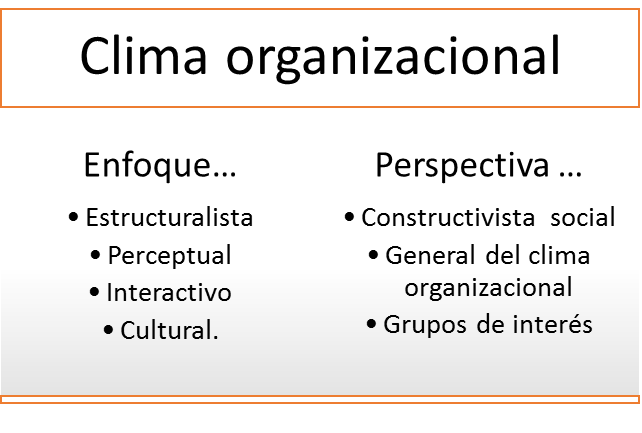 Clima organizacional
Enfoque...
• Estructuralista
• Perceptual
• Interactivo
• Cultural.
Perspectiva ...
• Constructivista social
• General del clima
organizacional
• Grupos de interés